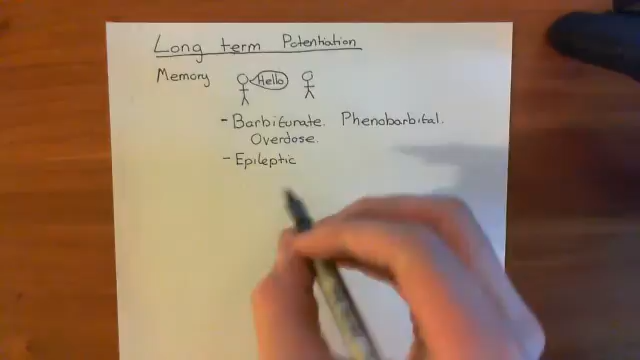 Long term Potentiation
Memory Hello
- Barbiturate. Phenobarbital.
Overdose.
- Epileptic